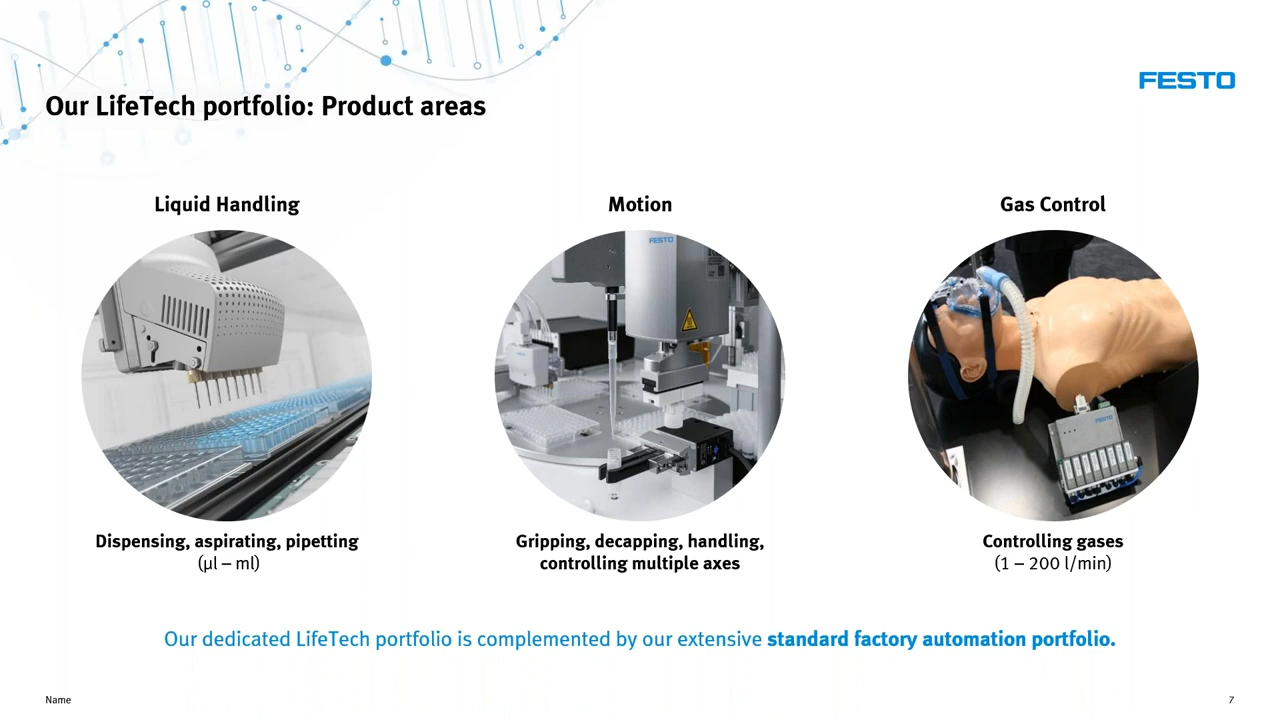 FESTO
Our LifeTech portfolio: Product areas
Liquid Handling
Motion
Gas Control
FESTO
FESTO
Dispensing, aspirating, pipetting
(µl – ml)
Gripping, decapping, handling,
controlling multiple axes
Controlling gases
(1 – 200 l/min)
Our dedicated LifeTech portfolio is complemented by our extensive standard factory automation portfolio.
Name
7